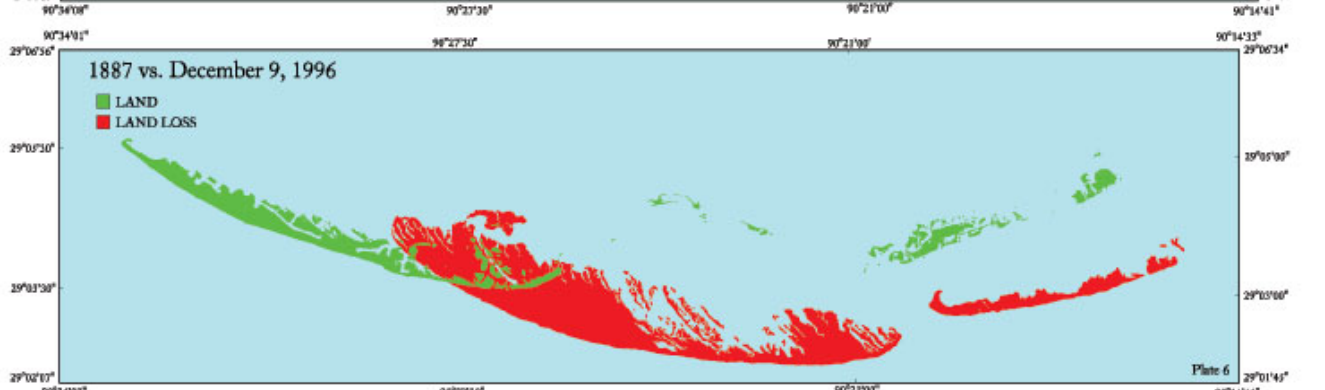 90°34'08" 90°27'30" 90°21'00" 90°14'41"
90°34'01" 90°27'30" 90°21'00" 90°14'33"
29°06'56" 29°06'34"
1887 vs. December 9, 1996
LAND
LAND LOSS
29°05'30" 29°05'00"
29°03'30" 29°03'00"
Plate 6
29°02'07" 29°01'45"